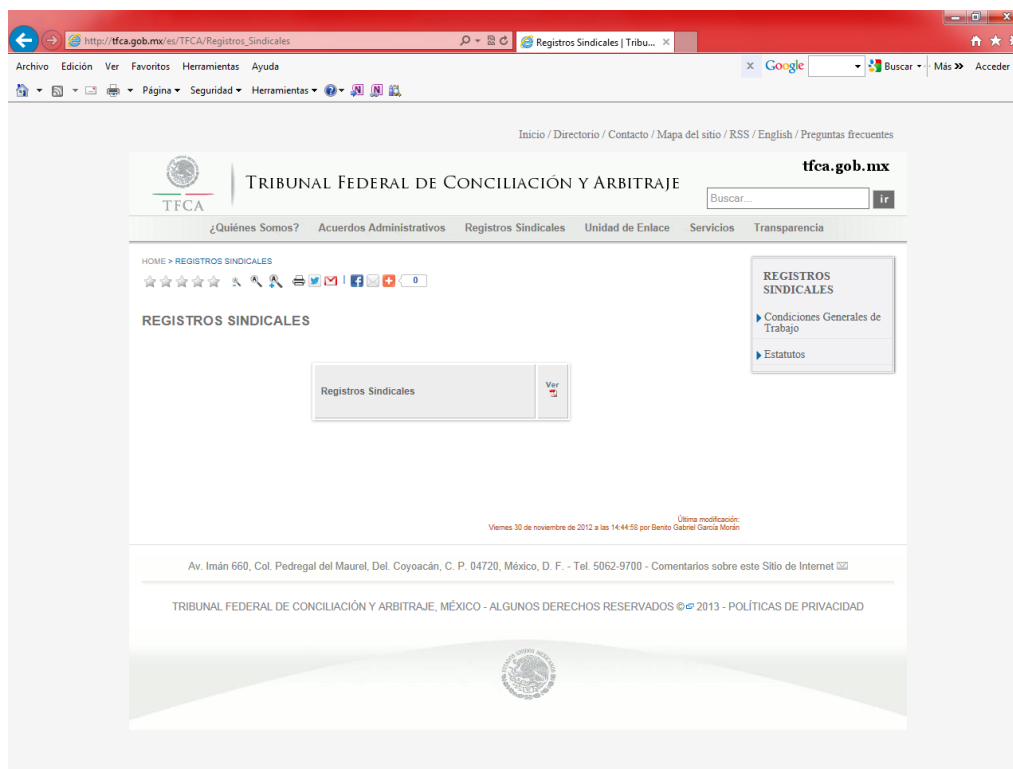 http://tfca.gob.mx/es/TFCA/Registros_Sindicales
Registros Sindicales | Tribu...
Archivo Edición Ver Favoritos Herramientas Ayuda
x Google Buscar Más » Acceder
Página Seguridad Herramientas
Inicio / Directorio / Contacto / Mapa del sitio / RSS / English / Preguntas frecuentes
tfca.gob.mx
TFCA
Tribunal Federal de Conciliación y Arbitraje
Buscar... ir
¿Quiénes Somos? Acuerdos Administrativos Registros Sindicales Unidad de Enlace Servicios Transparencia
HOME > REGISTROS SINDICALES
0
REGISTROS SINDICALES
REGISTROS
SINDICALES
Condiciones Generales de
Trabajo
Estatutos
Registros Sindicales Ver
Última modificación:
Viernes 30 de noviembre de 2012 a las 14:44:58 por Benito Gabriel García Morán
Av. Imán 660, Col. Pedregal del Maurel, Del. Coyoacán, C. P. 04720, México, D. F. - Tel. 5062-9700 - Comentarios sobre este Sitio de Internet
TRIBUNAL FEDERAL DE CONCILIACIÓN Y ARBITRAJE, MÉXICO - ALGUNOS DERECHOS RESERVADOS © 2013 - POLÍTICAS DE PRIVACIDAD